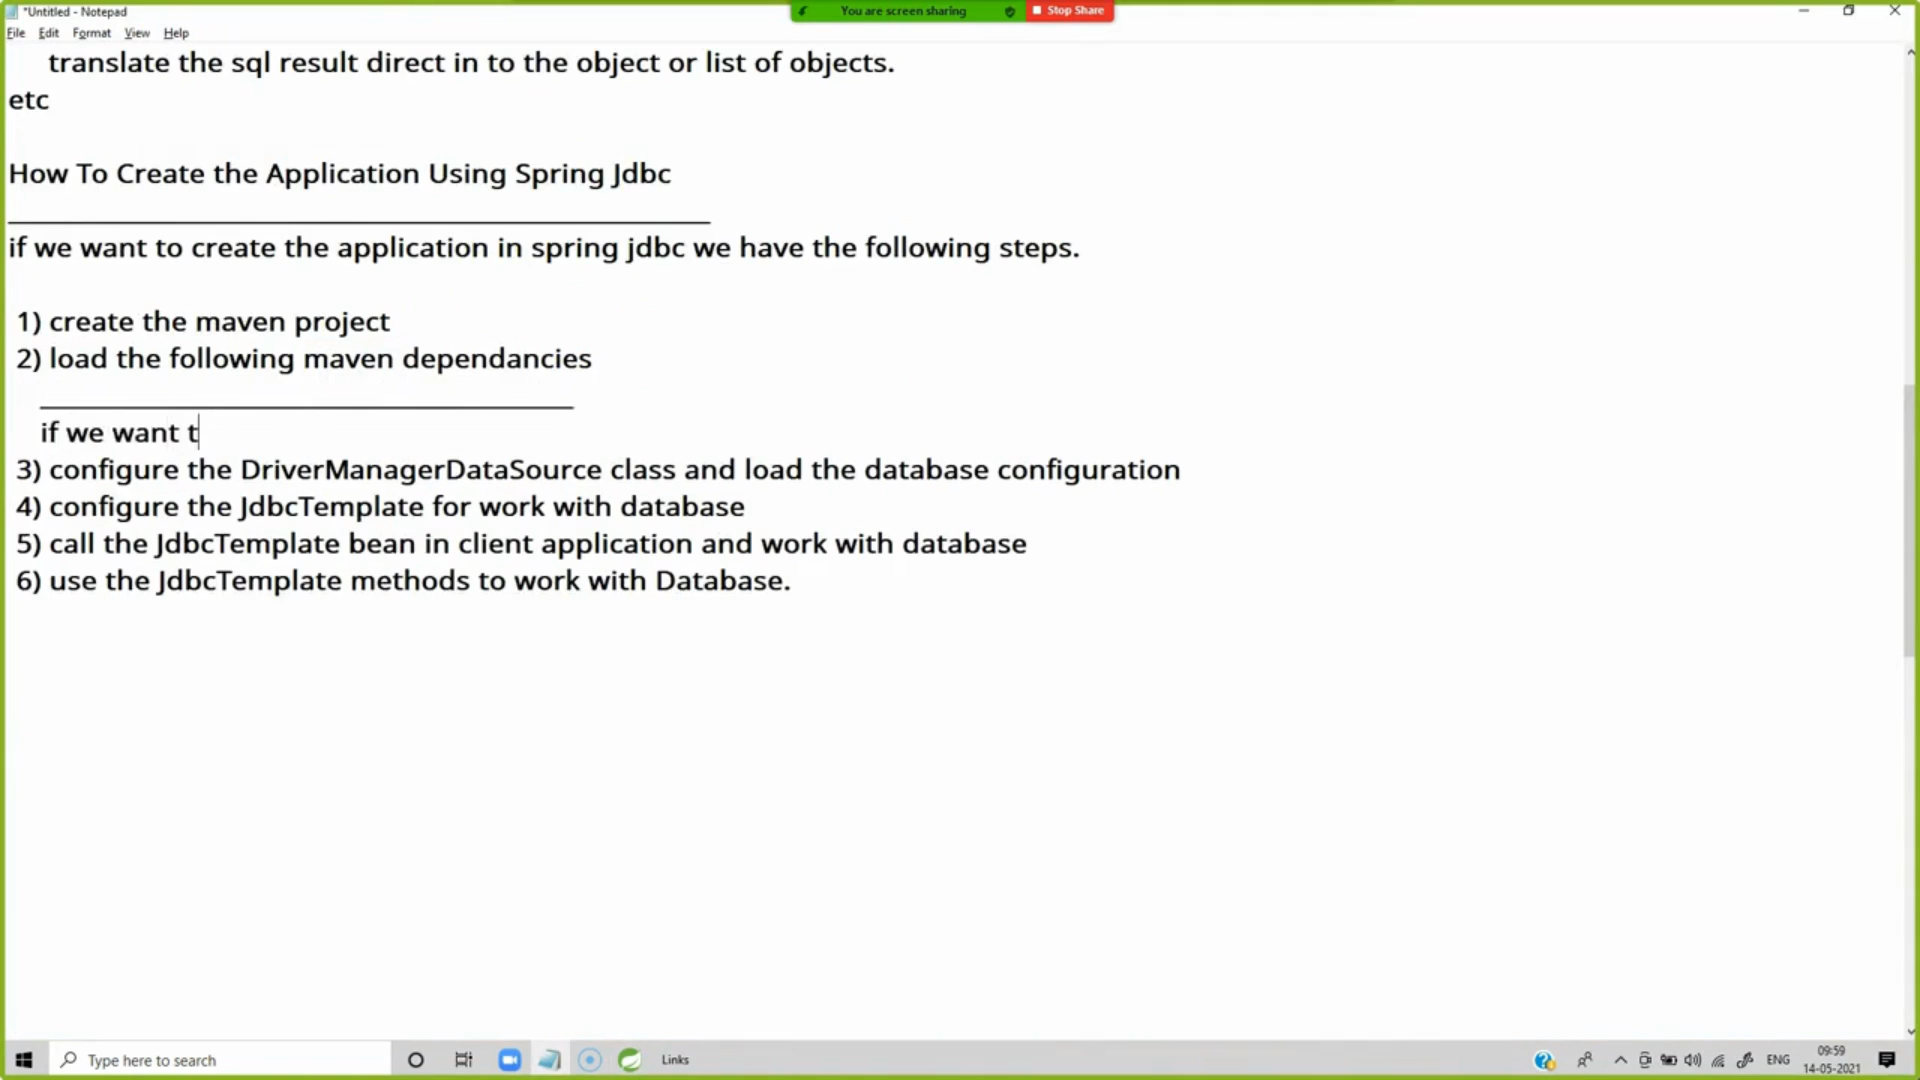 *Untitled - Notepad
You are screen sharing
Stop Share
File Edit Format View Help
translate the sql result direct in to the object or list of objects.
etc
How To Create the Application Using Spring Jdbc
if we want to create the application in spring jdbc we have the following steps.
1) create the maven project
2) load the following maven dependancies
if we want t
3) configure the DriverManagerDataSource class and load the database configuration
4) configure the JdbcTemplate for work with database
5) call the JdbcTemplate bean in client application and work with database
6) use the JdbcTemplate methods to work with Database.
Type here to search
Links
ENG
09:59
14-05-2021